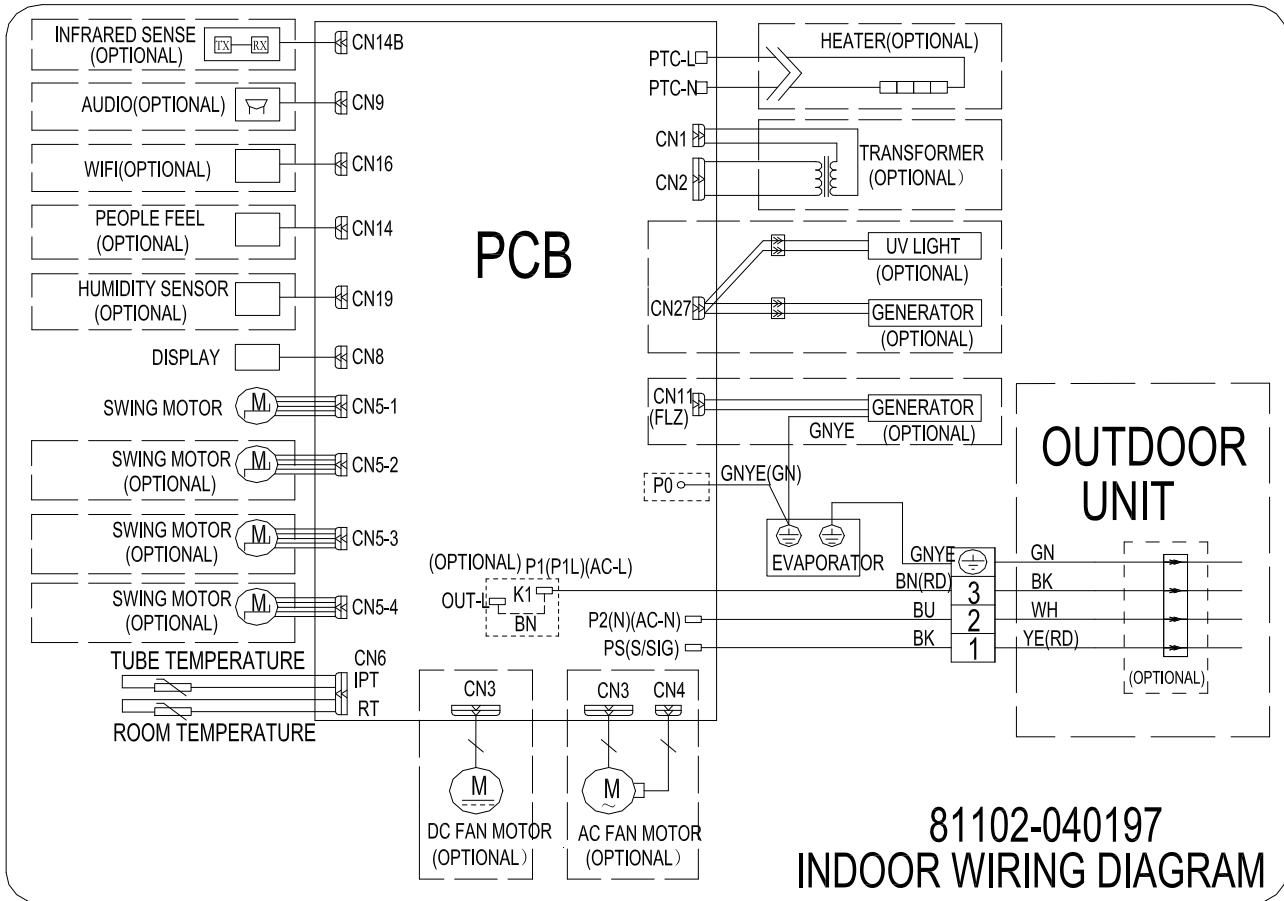 INFRARED SENSE
(OPTIONAL)
TX
RX
CN14B
AUDIO(OPTIONAL)
CN9
WIFI(OPTIONAL)
CN16
PEOPLE FEEL
(OPTIONAL)
CN14
HUMIDITY SENSOR
(OPTIONAL)
CN19
DISPLAY
CN8
SWING MOTOR
M
CN5-1
SWING MOTOR
(OPTIONAL)
M
CN5-2
SWING MOTOR
(OPTIONAL)
M
CN5-3
SWING MOTOR
(OPTIONAL)
M
CN5-4
TUBE TEMPERATURE
CN6
IPT
RT
ROOM TEMPERATURE
PCB
PTC-L
PTC-N
HEATER(OPTIONAL)
CN1
CN2
TRANSFORMER
(OPTIONAL)
CN27
UV LIGHT
(OPTIONAL)
GENERATOR
(OPTIONAL)
CN11
(FLZ)
GENERATOR
(OPTIONAL)
GNYE
P0
GNYE(GN)
EVAPORATOR
(OPTIONAL)
P1(P1L)(AC-L)
OUT-L
K1
BN
P2(N)(AC-N)
PS(S/SIG)
GNYE
BN(RD)
BU
BK
3
2
1
GN
BK
WH
YE(RD)
OUTDOOR
UNIT
(OPTIONAL)
CN3
M
DC FAN MOTOR
(OPTIONAL)
CN3
CN4
M
AC FAN MOTOR
(OPTIONAL)
81102-040197
INDOOR WIRING DIAGRAM